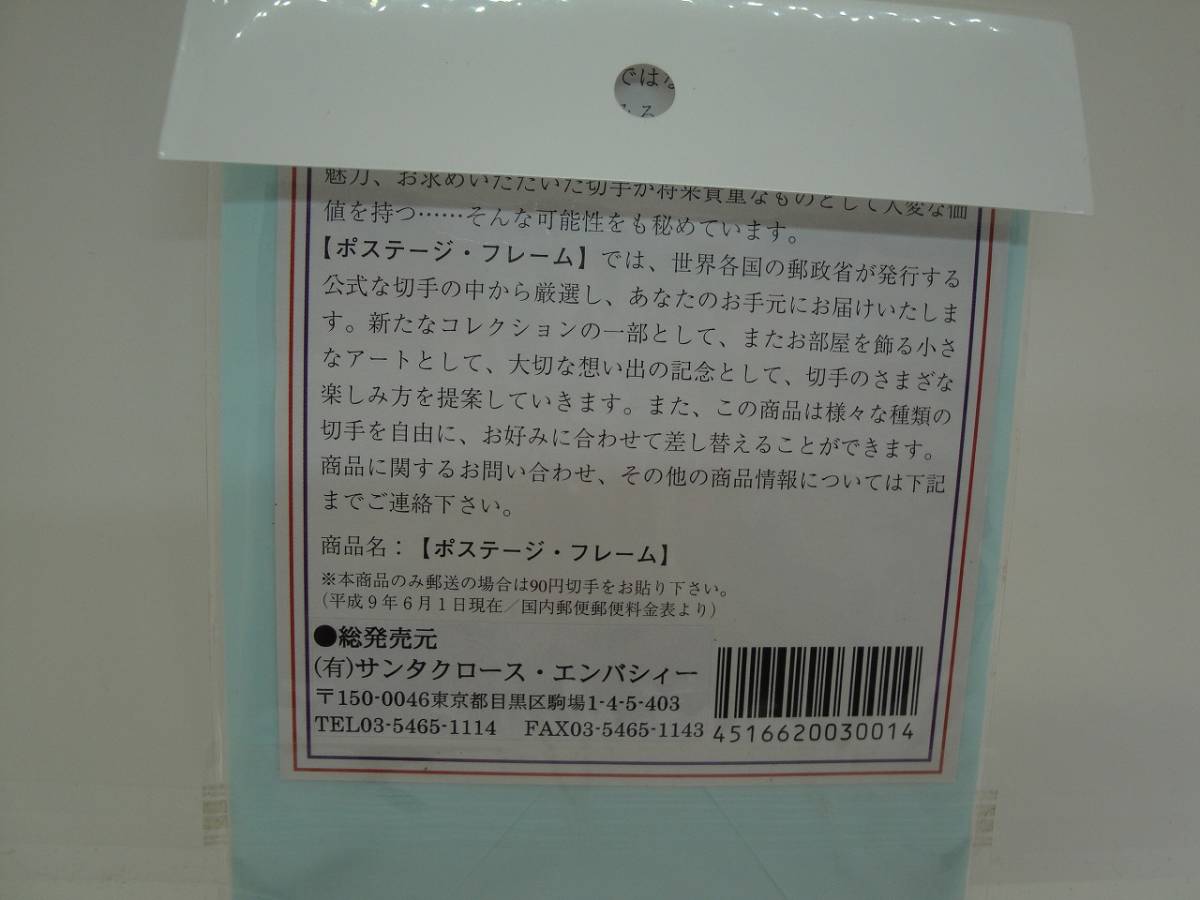 では
魅力、お求めいただいた切手が将来貴重なものとして大変な価
値を持つ……そんな可能性をも秘めています。
【ポステージ・フレーム】では、世界各国の郵政省が発行する
公式な切手の中から厳選し、あなたのお手元にお届けいたしま
す。新たなコレクションの一部として、またお部屋を飾る小さ
なアートとして、大切な想い出の記念として、切手のさまざな
楽しみ方を提案していきます。また、この商品は様々な種類の
切手を自由に、お好みに合わせて差し替えることができます。
商品に関するお問い合わせ、その他の商品情報については下記
までご連絡下さい。
商品名：【ポステージ・フレーム】
※本商品のみ郵送の場合は90円切手をお貼り下さい。
（平成９年６月１日現在／国内郵便郵便料金表より）
●総発売元
(有)サンタクロース・エンバシィー
〒150-0046東京都目黒区駒場1-4-5-403
TEL03-5465-1114 FAX03-5465-1143
4516620030014